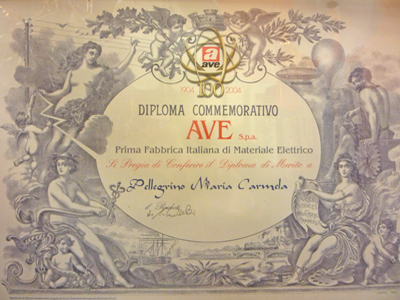 a
ave
1904 100 2004
DIPLOMA COMMEMORATIVO
AVE S.p.a.
Prima Fabbrica Italiana di Materiale Elettrico
Si Pregia di Conferire il Diploma di Merito a
Pellegrino Maria Carmela